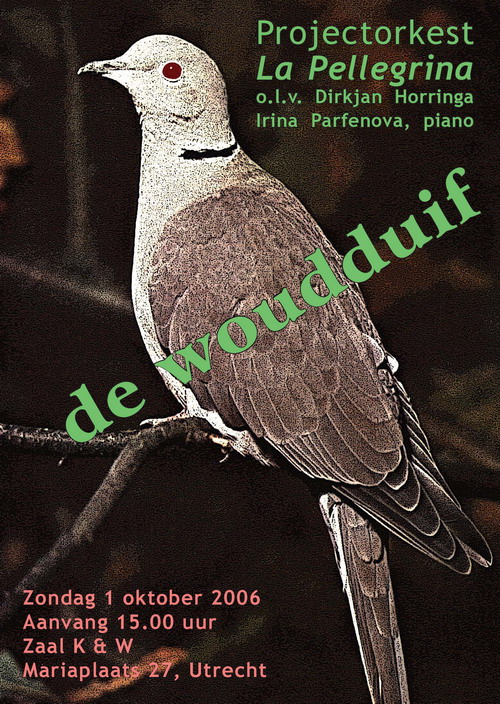 Projectorkest
La Pellegrina
o.l.v. Dirkjan Horringa
Irina Parfenova, piano
de woudduif
Zondag 1 oktober 2006
Aanvang 15.00 uur
Zaal K & W
Mariaplaats 27, Utrecht